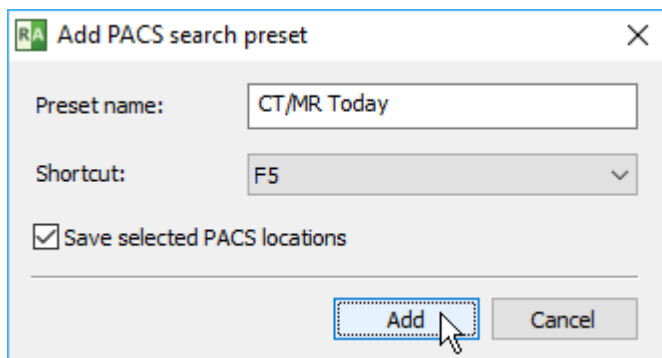 RA Add PACS search preset
Preset name: CT/MR Today
Shortcut: F5
Save selected PACS locations
Add Cancel